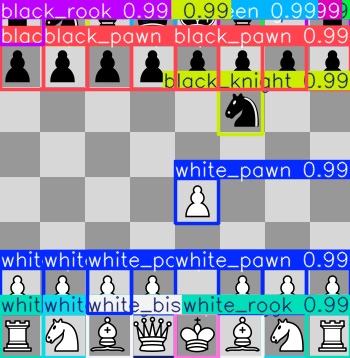 black_rook 0.99 0.99 een 0.99 99
blac black_pawn black_pawn 0.99
black_knight 0.99
white_pawn 0.99
whit whit white_pc white_pawn 0.99
whit whit white_bis white_rook 0.99